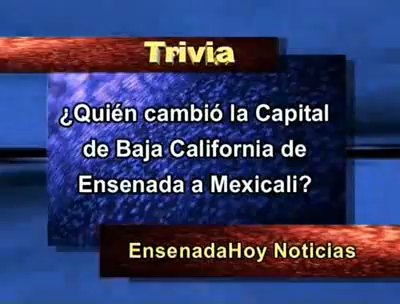 Trivia
¿Quién cambió la Capital
de Baja California de
Ensenada a Mexicali?
EnsenadaHoy Noticias